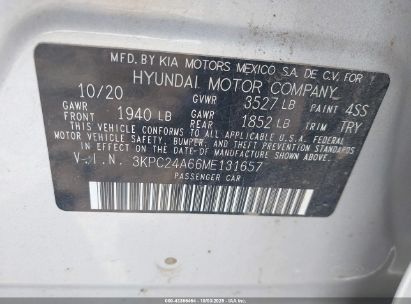 MFD. BY KIA MOTORS MEXICO S.A. DE C.V. FOR
HYUNDAI MOTOR COMPANY
10/20 GVWR 3527 LB PAINT 4SS
GAWR FRONT 1940 LB GAWR REAR 1852 LB TRIM TRY
THIS VEHICLE CONFORMS TO ALL APPLICABLE U.S.A. FEDERAL
MOTOR VEHICLE SAFETY, BUMPER, AND THEFT PREVENTION STANDARDS
IN EFFECT ON THE DATE OF MANUFACTURE SHOWN ABOVE.
V.I.N. 3KPC24A66ME131657
PASSENGER CAR